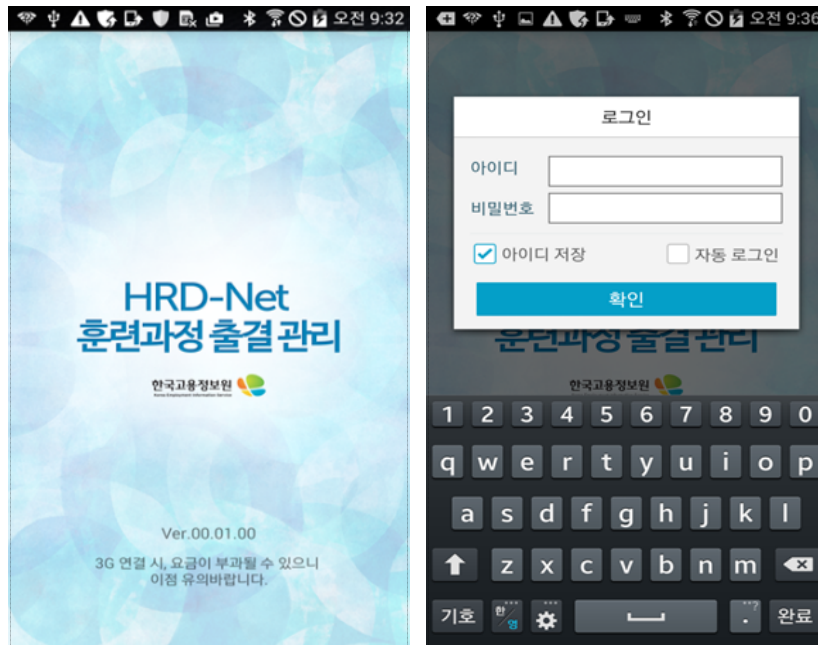 오전 9:32
HRD-Net
훈련과정 출결 관리
한국고용정보원
Korea Employment Information Service
Ver.00.01.00
3G 연결 시, 요금이 부과될 수 있으니
이점 유의바랍니다.
오전 9:36
로그인
아이디
비밀번호
아이디 저장
자동 로그인
확인
훈련과정 출결 관리
한국고용정보원
1 2 3 4 5 6 7 8 9 0
q w e r t y u i o p
a s d f g h j k l
z x c v b n m
기호 한/영 . 완료